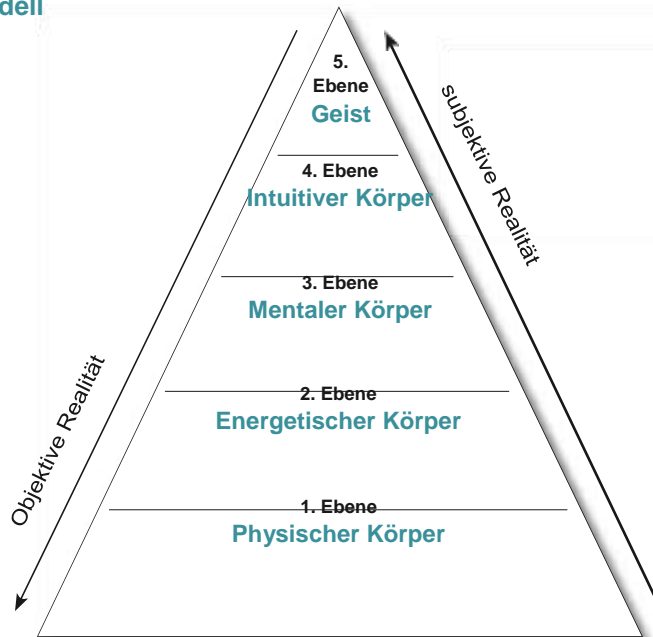 dell
5.
Ebene
Geist
4. Ebene
Intuitiver Körper
3. Ebene
Mentaler Körper
2. Ebene
Energetischer Körper
1. Ebene
Physischer Körper
Objektive Realität
subjektive Realität